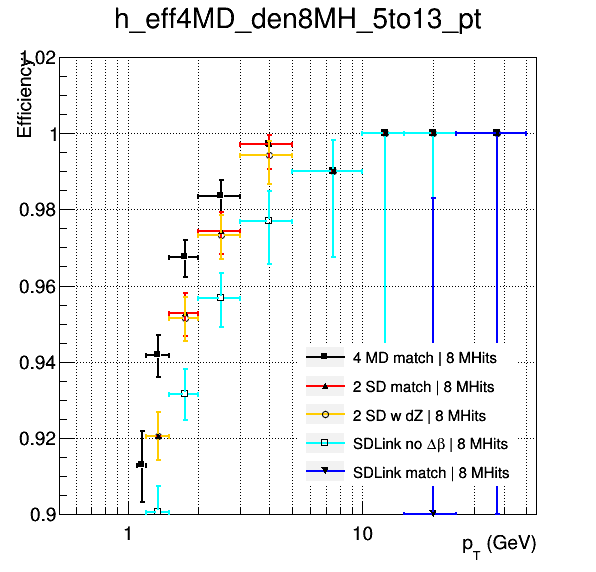 h_eff4MD_den8MH_5to13_pt
Efficiency
1.02
1
0.98
0.96
0.94
0.92
0.9
4 MD match | 8 MHits
2 SD match | 8 MHits
2 SD w dZ | 8 MHits
SDLink no Δβ | 8 MHits
SDLink match | 8 MHits
1
10
p_T (GeV)